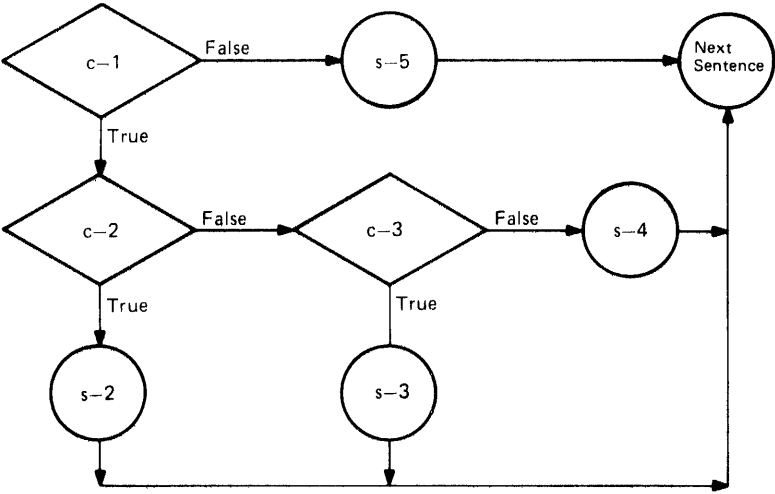 c–1
False
s–5
Next
Sentence
True
c–2
False
c–3
False
s–4
True
True
s–2
s–3